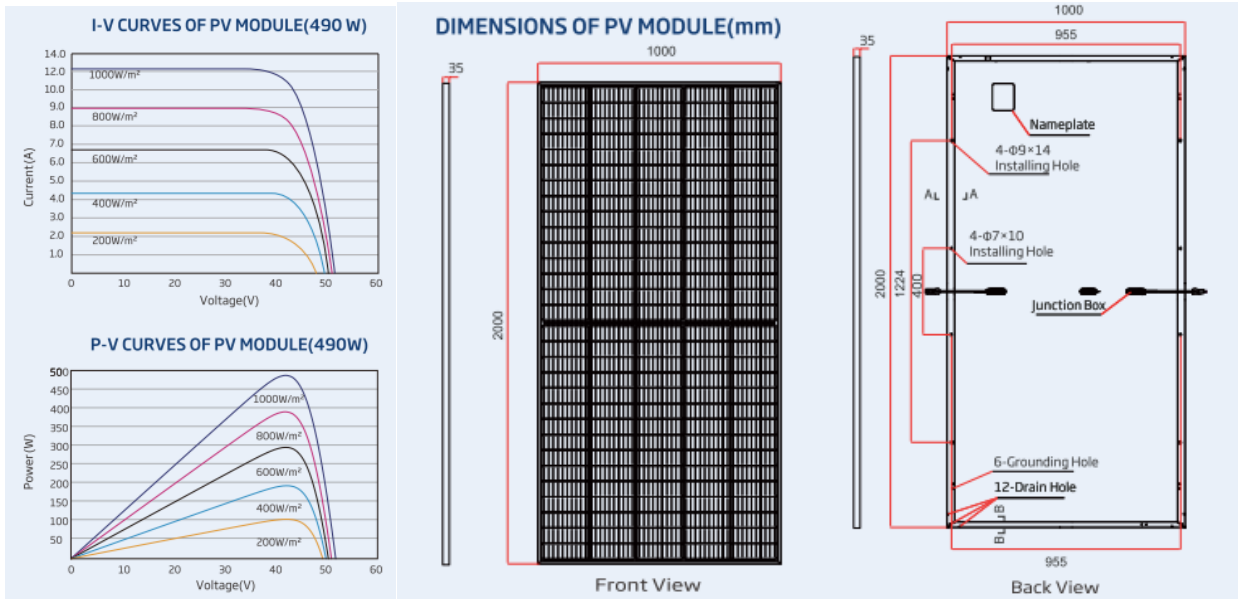 I-V CURVES OF PV MODULE(490 W)
14.0
12.0
10.0
9.0
8.0
7.0
6.0
5.0
4.0
3.0
2.0
1.0
Current(A)
1000W/m²
800W/m²
600W/m²
400W/m²
200W/m²
0 10 20 30 40 50 60
Voltage(V)
P-V CURVES OF PV MODULE(490W)
500
450
400
350
300
250
200
150
100
50
Power(W)
1000W/m²
800W/m²
600W/m²
400W/m²
200W/m²
0 10 20 30 40 50 60
Voltage(V)
DIMENSIONS OF PV MODULE(mm)
35
1000
2000
Front View
35
1000
955
Nameplate
4-Φ9×14
Installing Hole
A A
4-Φ7×10
Installing Hole
2000
1224
400
Junction Box
6-Grounding Hole
12-Drain Hole
B
B
955
Back View